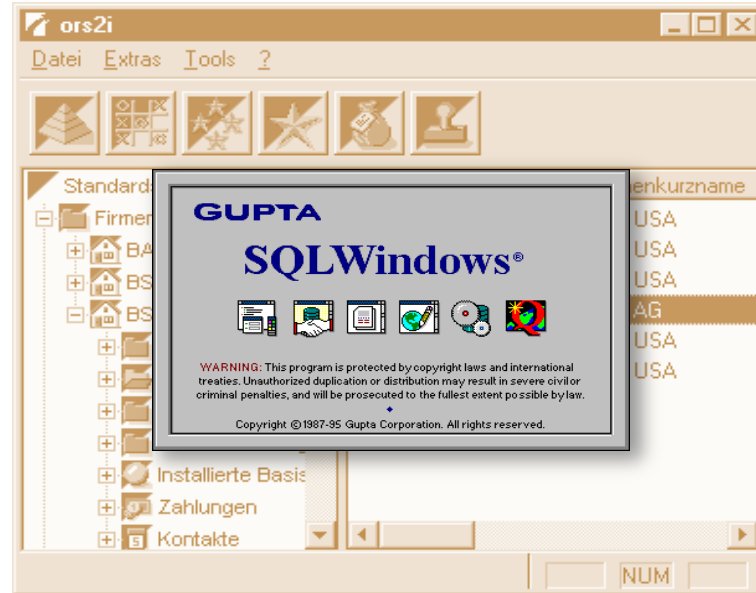 ors2i
Datei Extras Tools ?
Standards
enkurzname
Firmen
USA
BA
USA
BS
USA
BS
AG
USA
USA
GUPTA
SQLWindows®
WARNING: This program is protected by copyright laws and international
treaties. Unauthorized duplication or distribution may result in severe civil or
criminal penalties, and will be prosecuted to the fullest extent possible by law.
Copyright ©1987-95 Gupta Corporation. All rights reserved.
Installierte Basis
Zahlungen
Kontakte
NUM